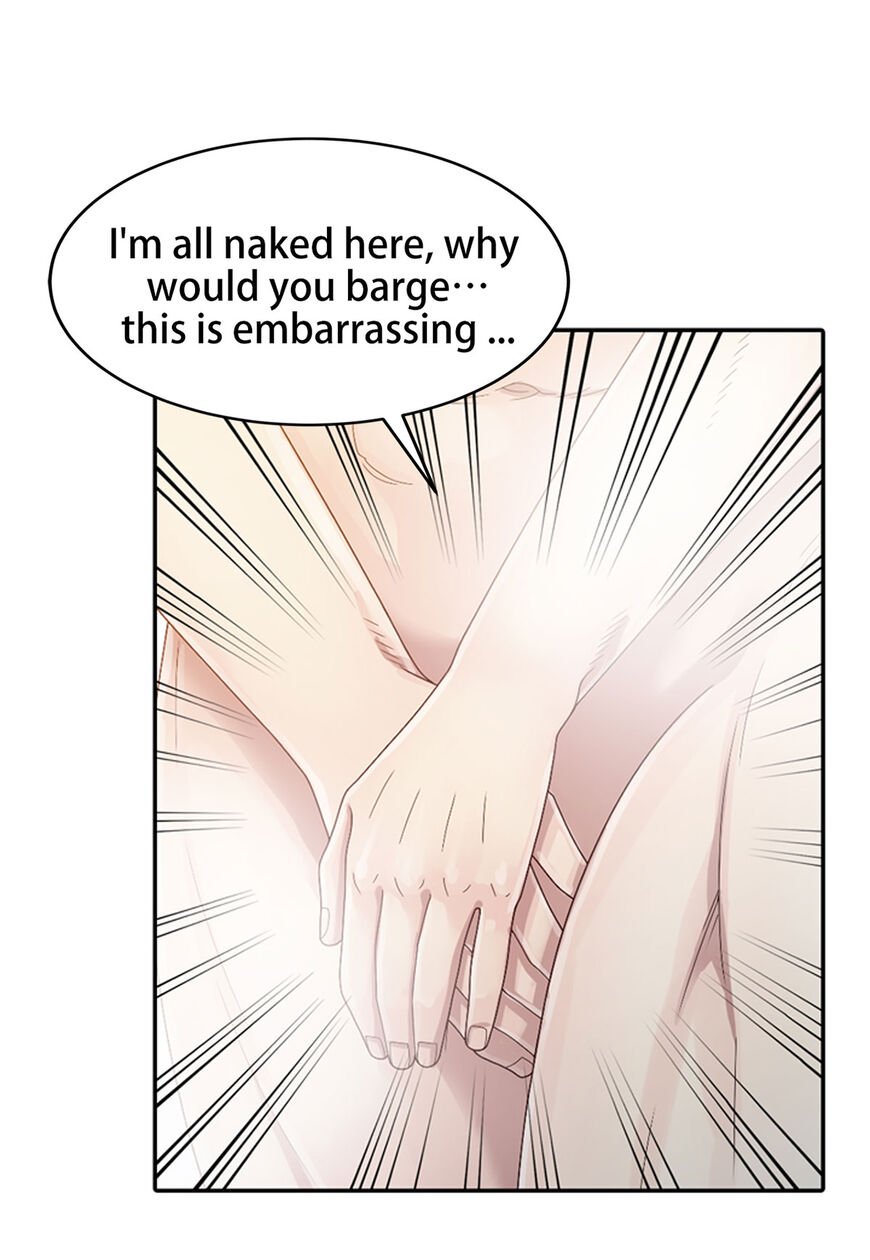 I'm all naked here, why
would you barge…
this is embarrassing ...